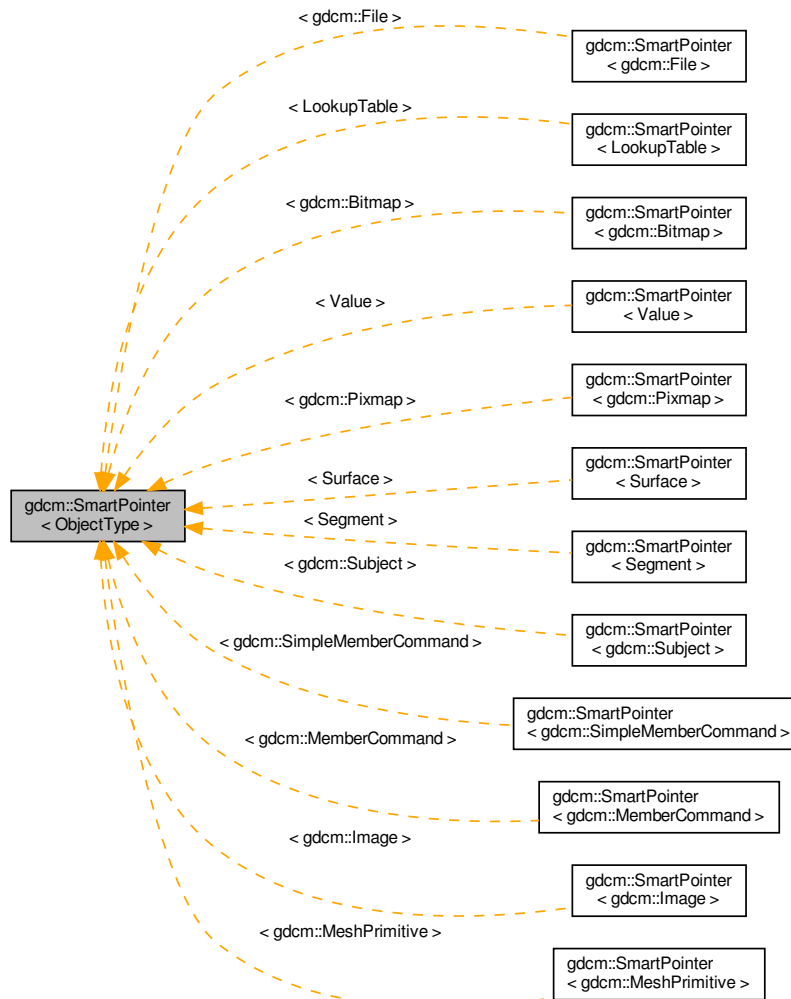 < gdcm::File >
gdcm::SmartPointer
< gdcm::File >
< LookupTable >
gdcm::SmartPointer
< LookupTable >
< gdcm::Bitmap >
gdcm::SmartPointer
< gdcm::Bitmap >
< Value >
gdcm::SmartPointer
< Value >
< gdcm::Pixmap >
gdcm::SmartPointer
< gdcm::Pixmap >
< Surface >
gdcm::SmartPointer
< Surface >
gdcm::SmartPointer
< ObjectType >
< Segment >
gdcm::SmartPointer
< Segment >
< gdcm::Subject >
gdcm::SmartPointer
< gdcm::Subject >
< gdcm::SimpleMemberCommand >
gdcm::SmartPointer
< gdcm::SimpleMemberCommand >
< gdcm::MemberCommand >
gdcm::SmartPointer
< gdcm::MemberCommand >
< gdcm::Image >
gdcm::SmartPointer
< gdcm::Image >
< gdcm::MeshPrimitive >
gdcm::SmartPointer
< gdcm::MeshPrimitive >